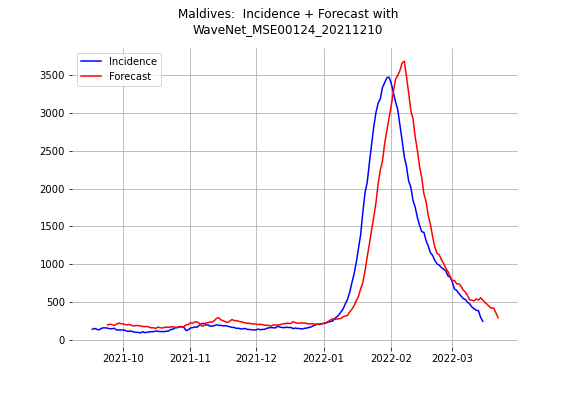 Maldives:  Incidence + Forecast with
WaveNet_MSE00124_20211210
Incidence
Forecast
3500
3000
2500
2000
1500
1000
500
0
2021-10 2021-11 2021-12 2022-01 2022-02 2022-03